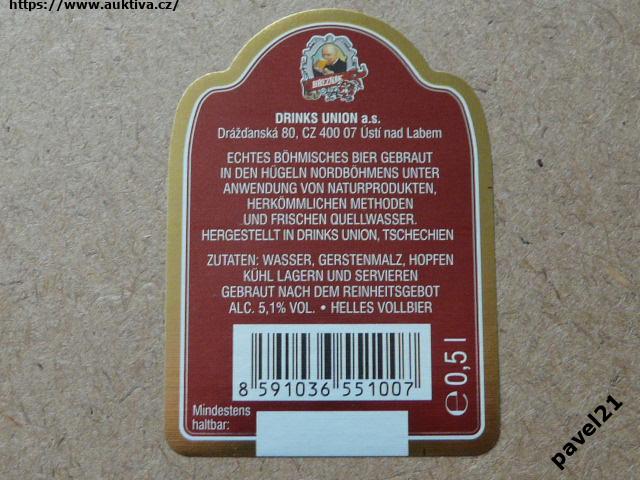 https://www.auktiva.cz/
BŘEZŇÁK
DRINKS UNION a.s.
Drážďanská 80, CZ 400 07 Ústí nad Labem
ECHTES BÖHMISCHES BIER GEBRAUT
IN DEN HÜGELN NORDBÖHMENS UNTER
ANWENDUNG VON NATURPRODUKTEN,
HERKÖMMLICHEN METHODEN
UND FRISCHEN QUELLWASSER.
HERGESTELLT IN DRINKS UNION, TSCHECHIEN
ZUTATEN: WASSER, GERSTENMALZ, HOPFEN
KÜHL LAGERN UND SERVIEREN
GEBRAUT NACH DEM REINHEITSGEBOT
ALC. 5,1% VOL. • HELLES VOLLBIER
8 591036 551007
℮ 0,5 l
Mindestens
haltbar:
pavel21